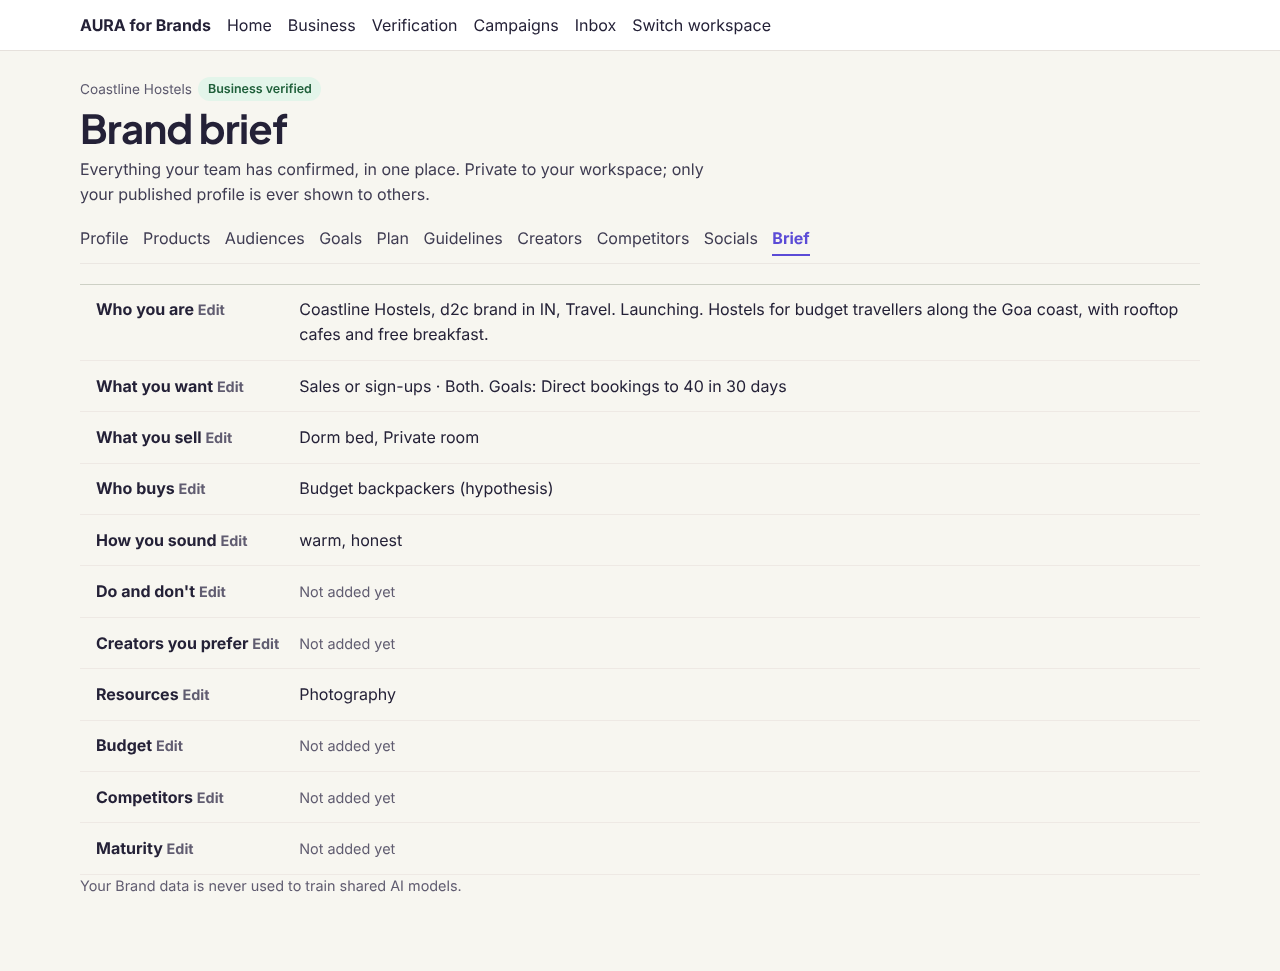 AURA for Brands Home Business Verification Campaigns Inbox Switch workspace
Coastline Hostels Business verified
Brand brief
Everything your team has confirmed, in one place. Private to your workspace; only
your published profile is ever shown to others.
Profile Products Audiences Goals Plan Guidelines Creators Competitors Socials Brief
Who you are Edit Coastline Hostels, d2c brand in IN, Travel. Launching. Hostels for budget travellers along the Goa coast, with rooftop
cafes and free breakfast.
What you want Edit Sales or sign-ups · Both. Goals: Direct bookings to 40 in 30 days
What you sell Edit Dorm bed, Private room
Who buys Edit Budget backpackers (hypothesis)
How you sound Edit warm, honest
Do and don't Edit Not added yet
Creators you prefer Edit Not added yet
Resources Edit Photography
Budget Edit Not added yet
Competitors Edit Not added yet
Maturity Edit Not added yet
Your Brand data is never used to train shared AI models.